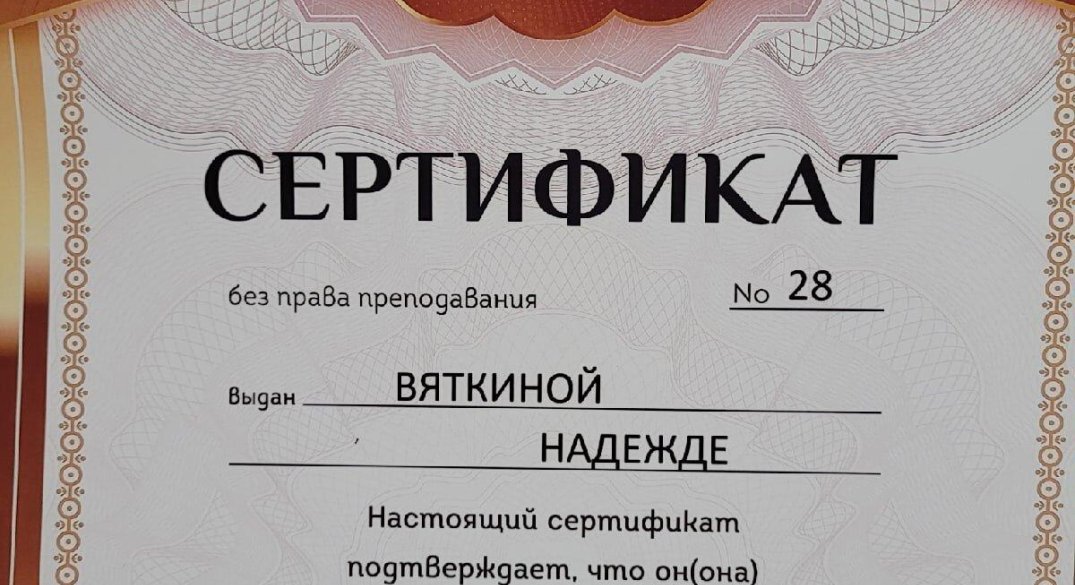 СЕРТИФИКАТ
без права преподавания No 28
выдан ВЯТКИНОЙ
НАДЕЖДЕ
Настоящий сертификат
подтверждает, что он(она)